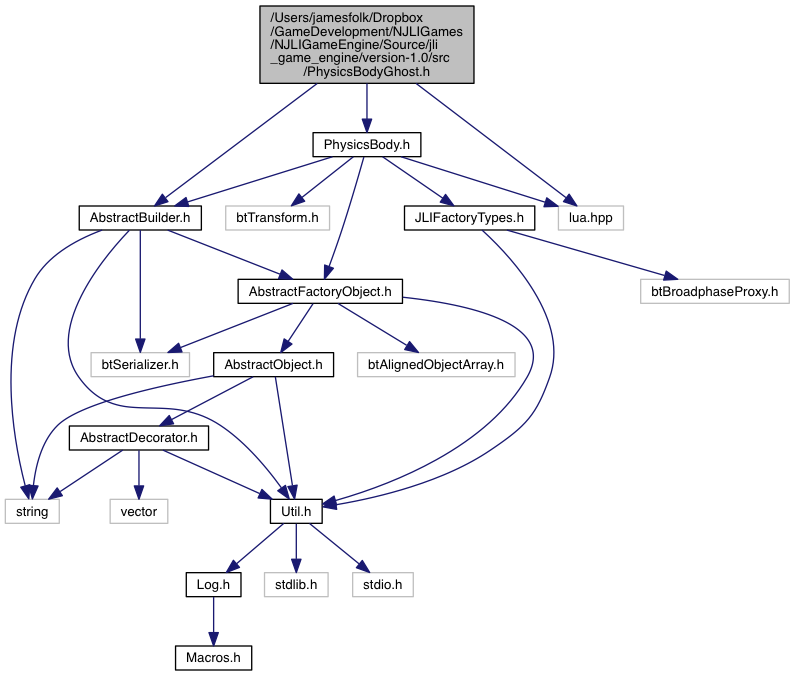 /Users/jamesfolk/Dropbox
/GameDevelopment/NJLIGames
/NJLIGameEngine/Source/jli
_game_engine/version-1.0/src
/PhysicsBodyGhost.h
PhysicsBody.h
AbstractBuilder.h
btTransform.h
JLIFactoryTypes.h
lua.hpp
AbstractFactoryObject.h
btBroadphaseProxy.h
btSerializer.h
AbstractObject.h
btAlignedObjectArray.h
AbstractDecorator.h
string
vector
Util.h
Log.h
stdlib.h
stdio.h
Macros.h